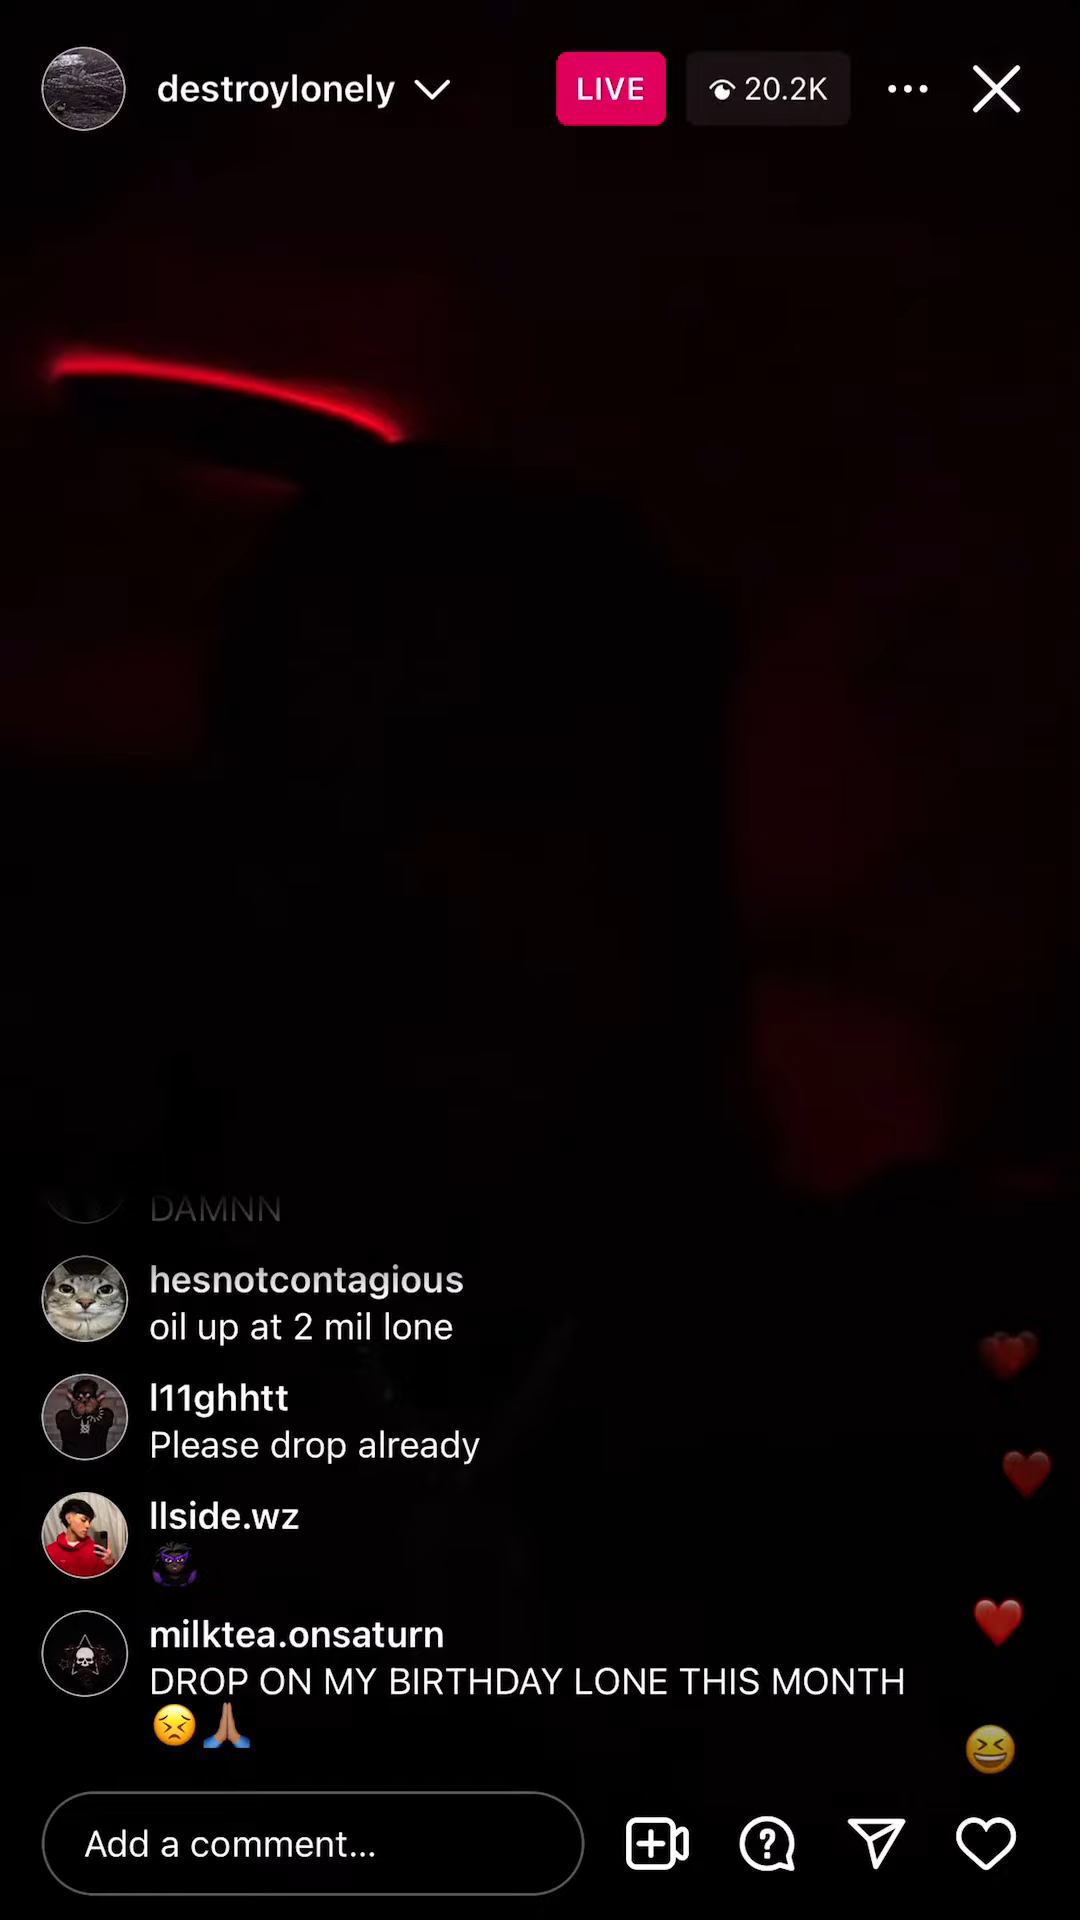 destroylonely
LIVE
20.2K
DAMNN
hesnotcontagious
oil up at 2 mil lone
l11ghhtt
Please drop already
llside.wz
milktea.onsaturn
DROP ON MY BIRTHDAY LONE THIS MONTH
😣🙏🏽
Add a comment...